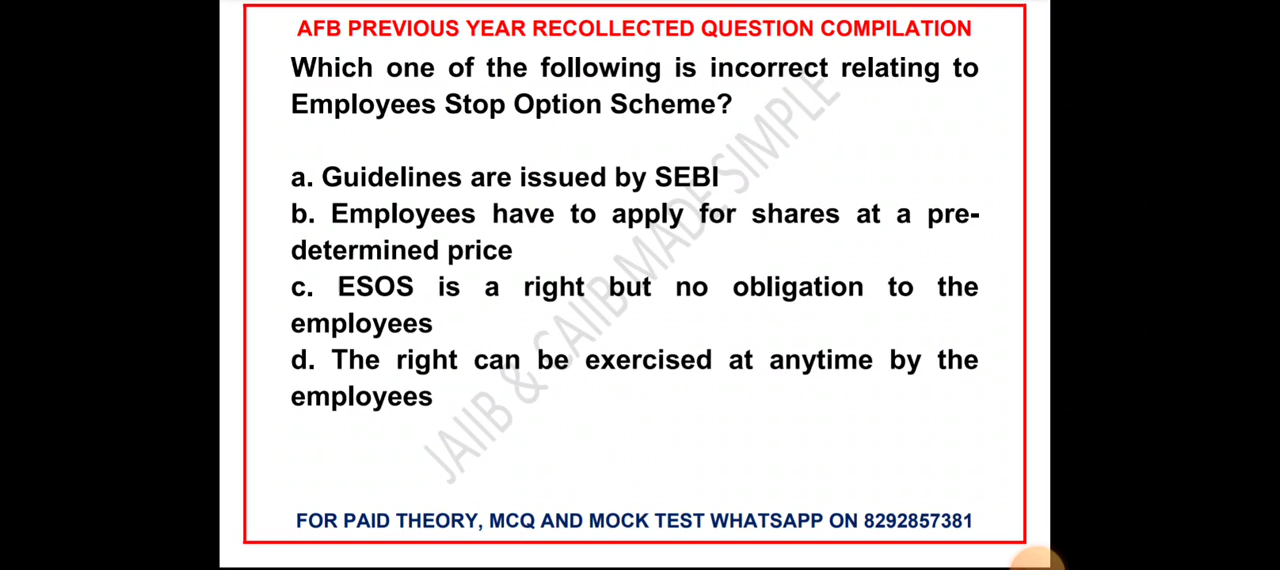 AFB PREVIOUS YEAR RECOLLECTED QUESTION COMPILATION
Which one of the following is incorrect relating to
Employees Stop Option Scheme?
a. Guidelines are issued by SEBI
b. Employees have to apply for shares at a pre-
determined price
c. ESOS is a right but no obligation to the
employees
d. The right can be exercised at anytime by the
employees
JAIIB & CAIIB MADE SIMPLE
FOR PAID THEORY, MCQ AND MOCK TEST WHATSAPP ON 8292857381